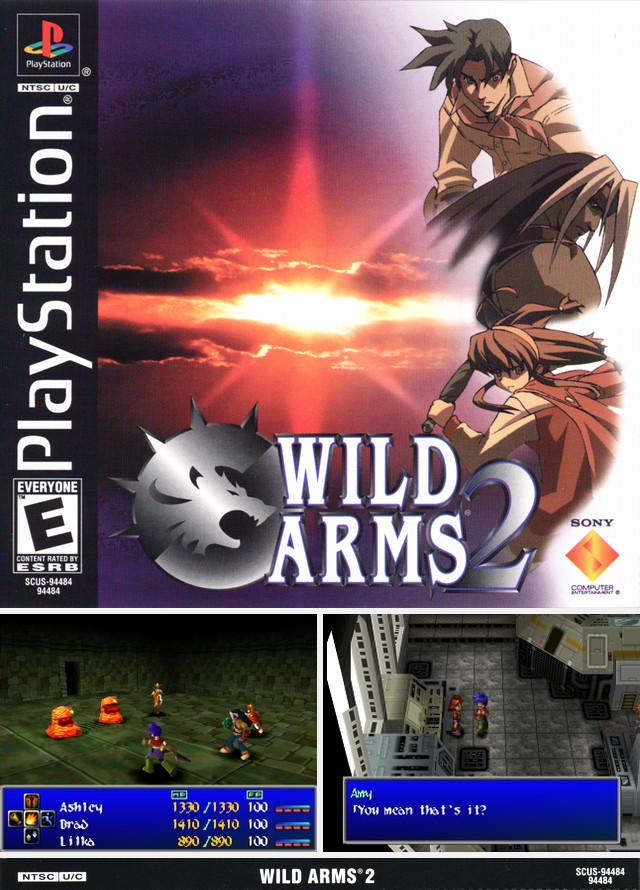 PlayStation
®
NTSC U/C
PlayStation®
EVERYONE
E
™
CONTENT RATED BY
ESRB
SCUS-94484
94484
WILD
ARMS® 2
SONY
COMPUTER
ENTERTAINMENT ®
HP FP
Ashley 1330/1330 100
Brad 1410/1410 100
Lilka 890/890 100
Amy
「You mean that's it?
NTSC U/C
WILD ARMS® 2
SCUS-94484
94484